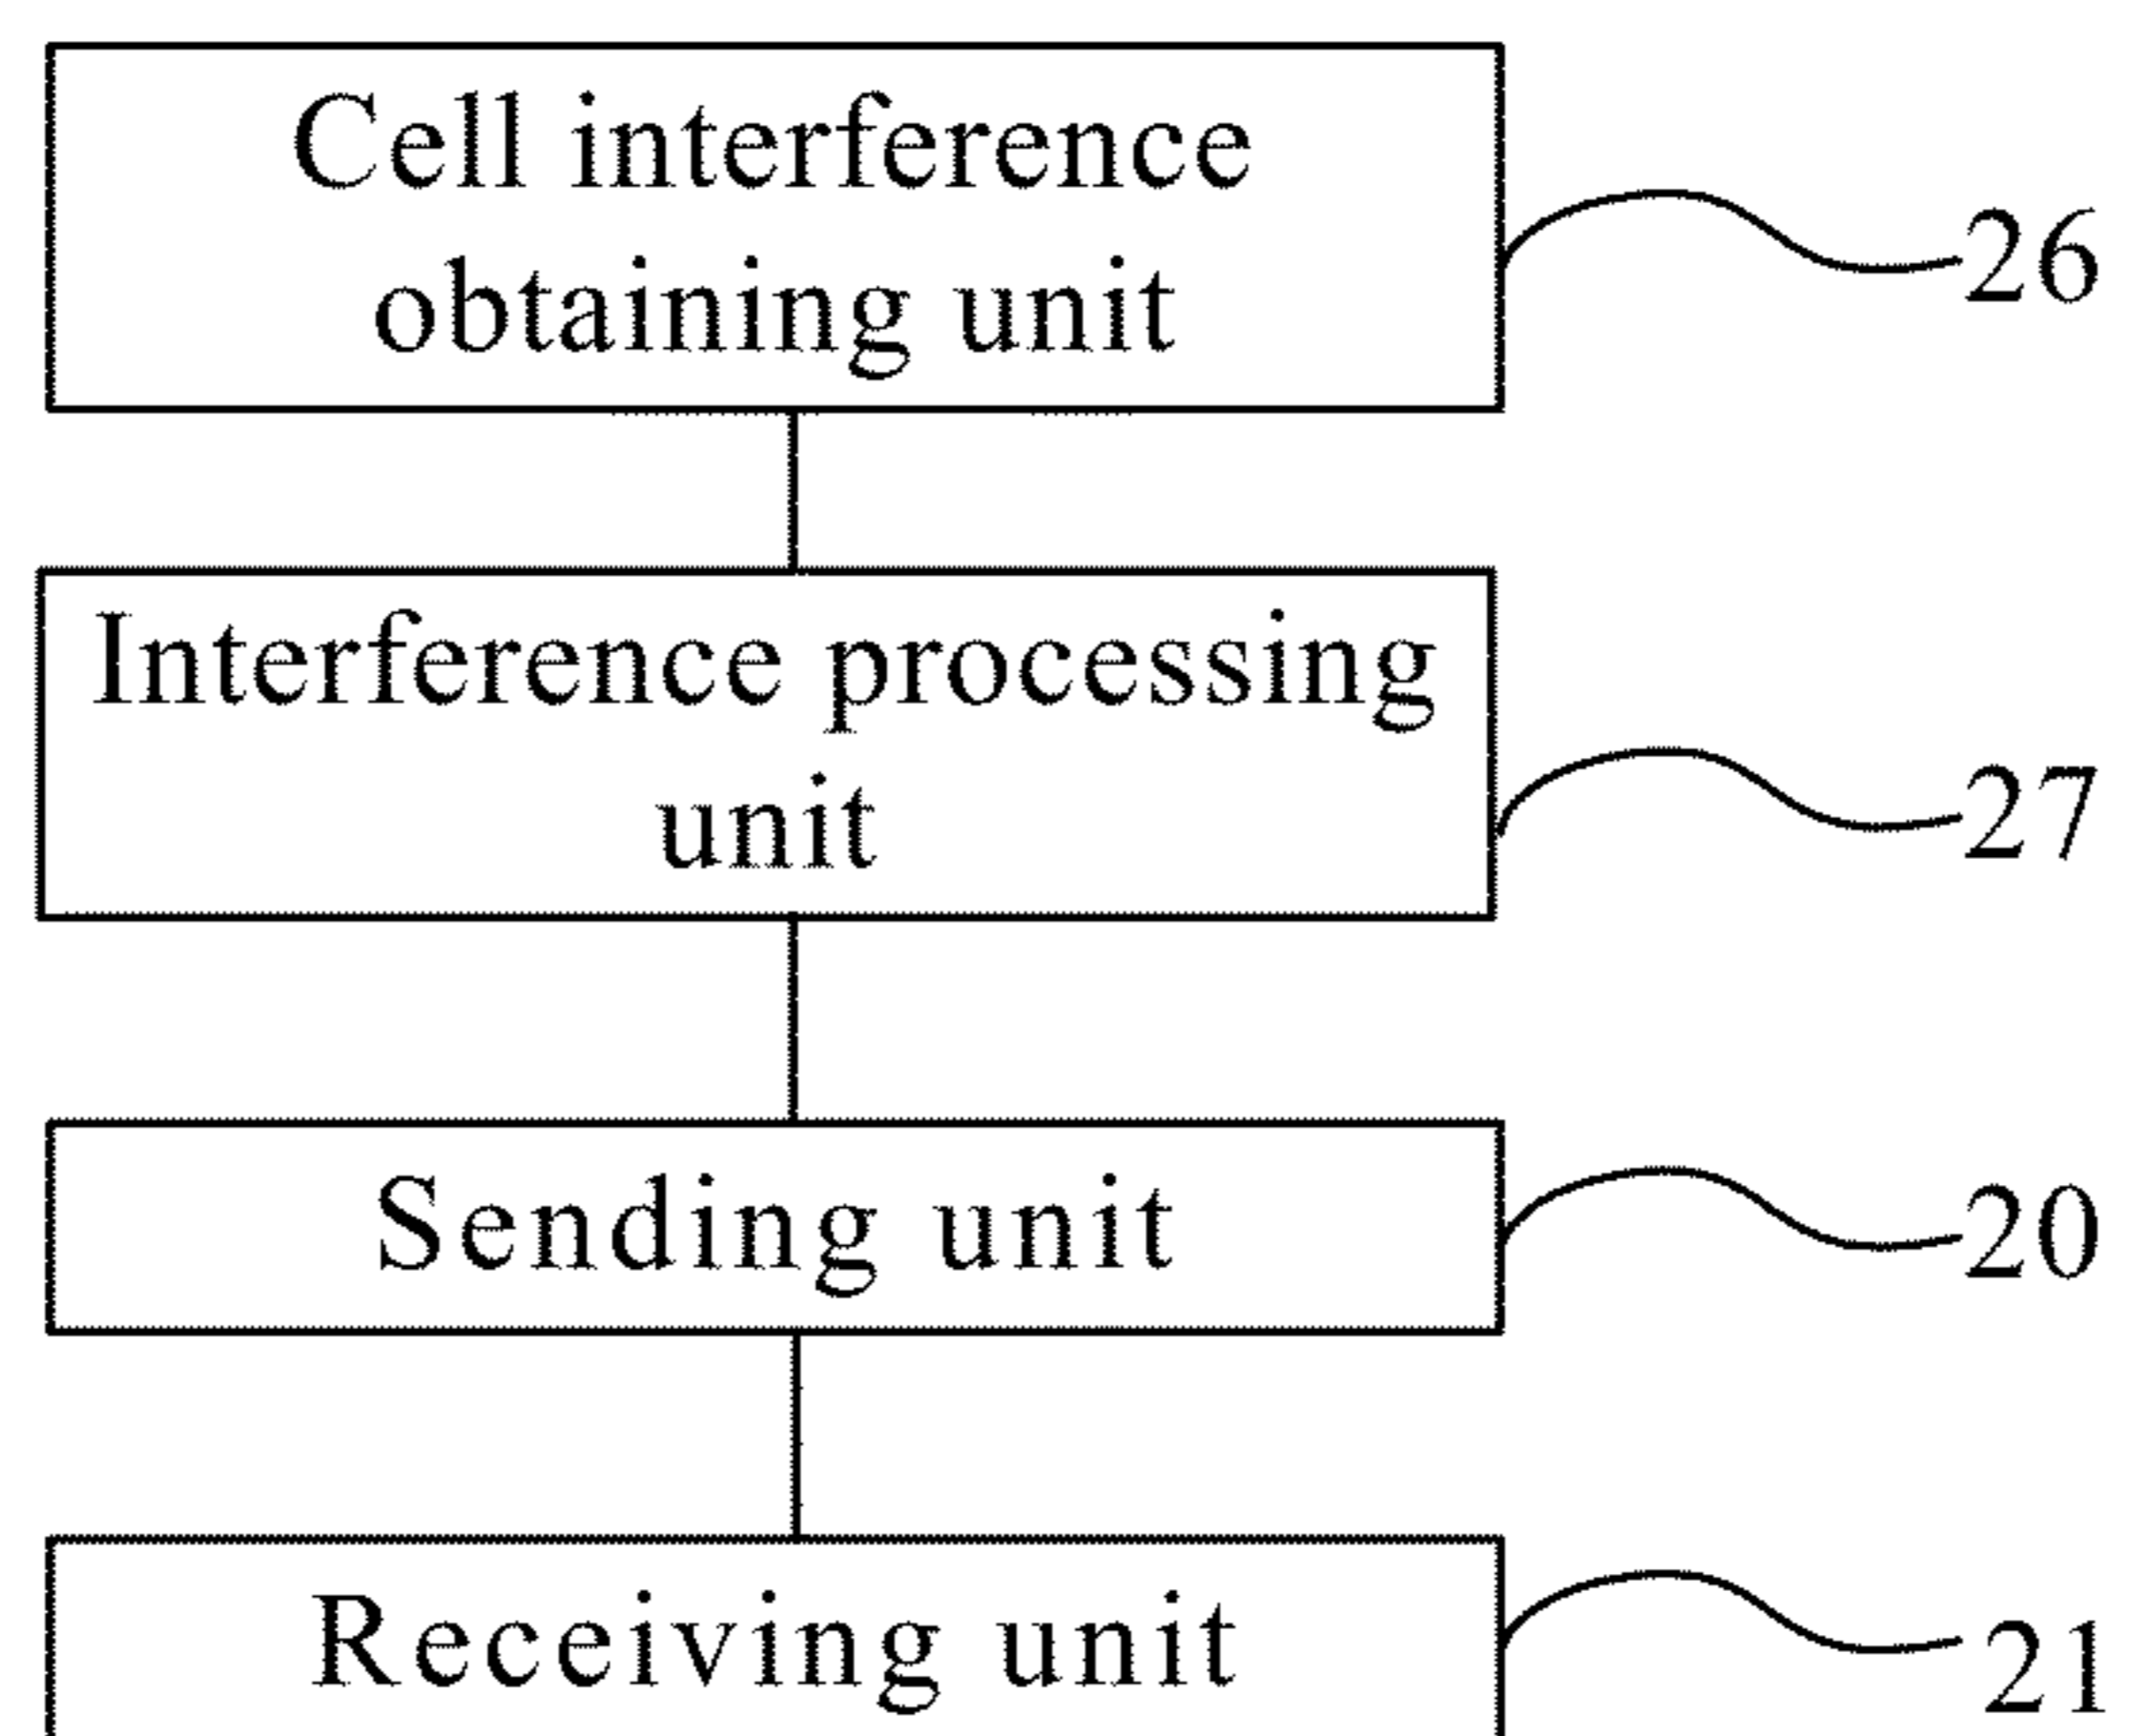 Cell interference
obtaining unit
26
Interference processing
unit
27
Sending unit
20
Receiving unit
21